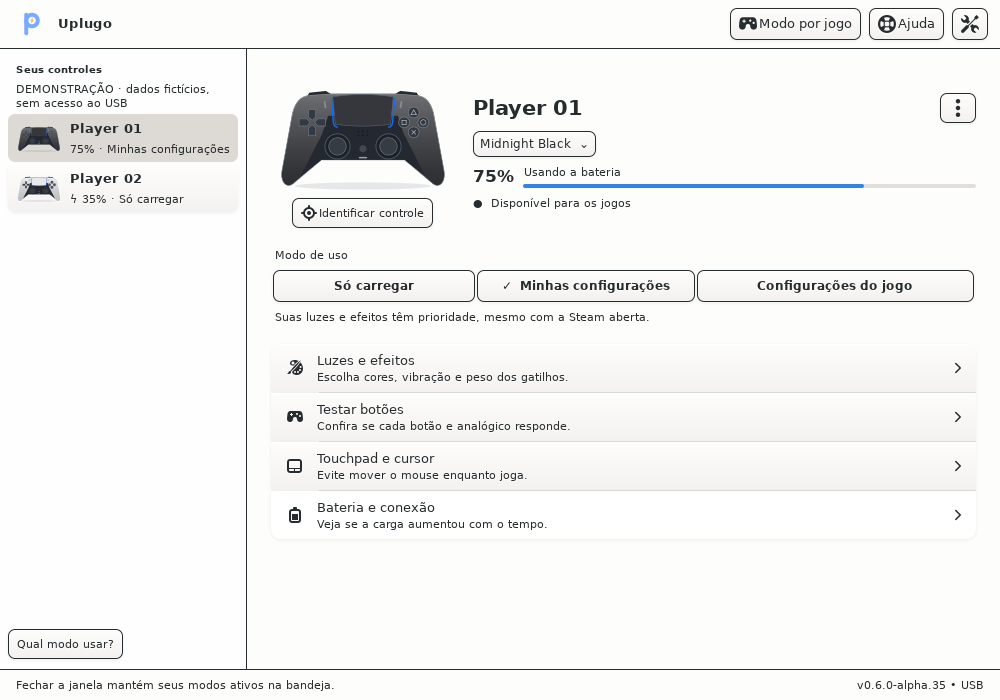 Uplugo
Modo por jogo
Ajuda
Seus controles
DEMONSTRAÇÃO · dados fictícios,
sem acesso ao USB
Player 01
75% · Minhas configurações
Player 02
ϟ 35% · Só carregar
Qual modo usar?
Player 01
Midnight Black
75% Usando a bateria
● Disponível para os jogos
Identificar controle
Modo de uso
Só carregar
✓ Minhas configurações
Configurações do jogo
Suas luzes e efeitos têm prioridade, mesmo com a Steam aberta.
Luzes e efeitos
Escolha cores, vibração e peso dos gatilhos.
Testar botões
Confira se cada botão e analógico responde.
Touchpad e cursor
Evite mover o mouse enquanto joga.
Bateria e conexão
Veja se a carga aumentou com o tempo.
Fechar a janela mantém seus modos ativos na bandeja.
v0.6.0-alpha.35 • USB